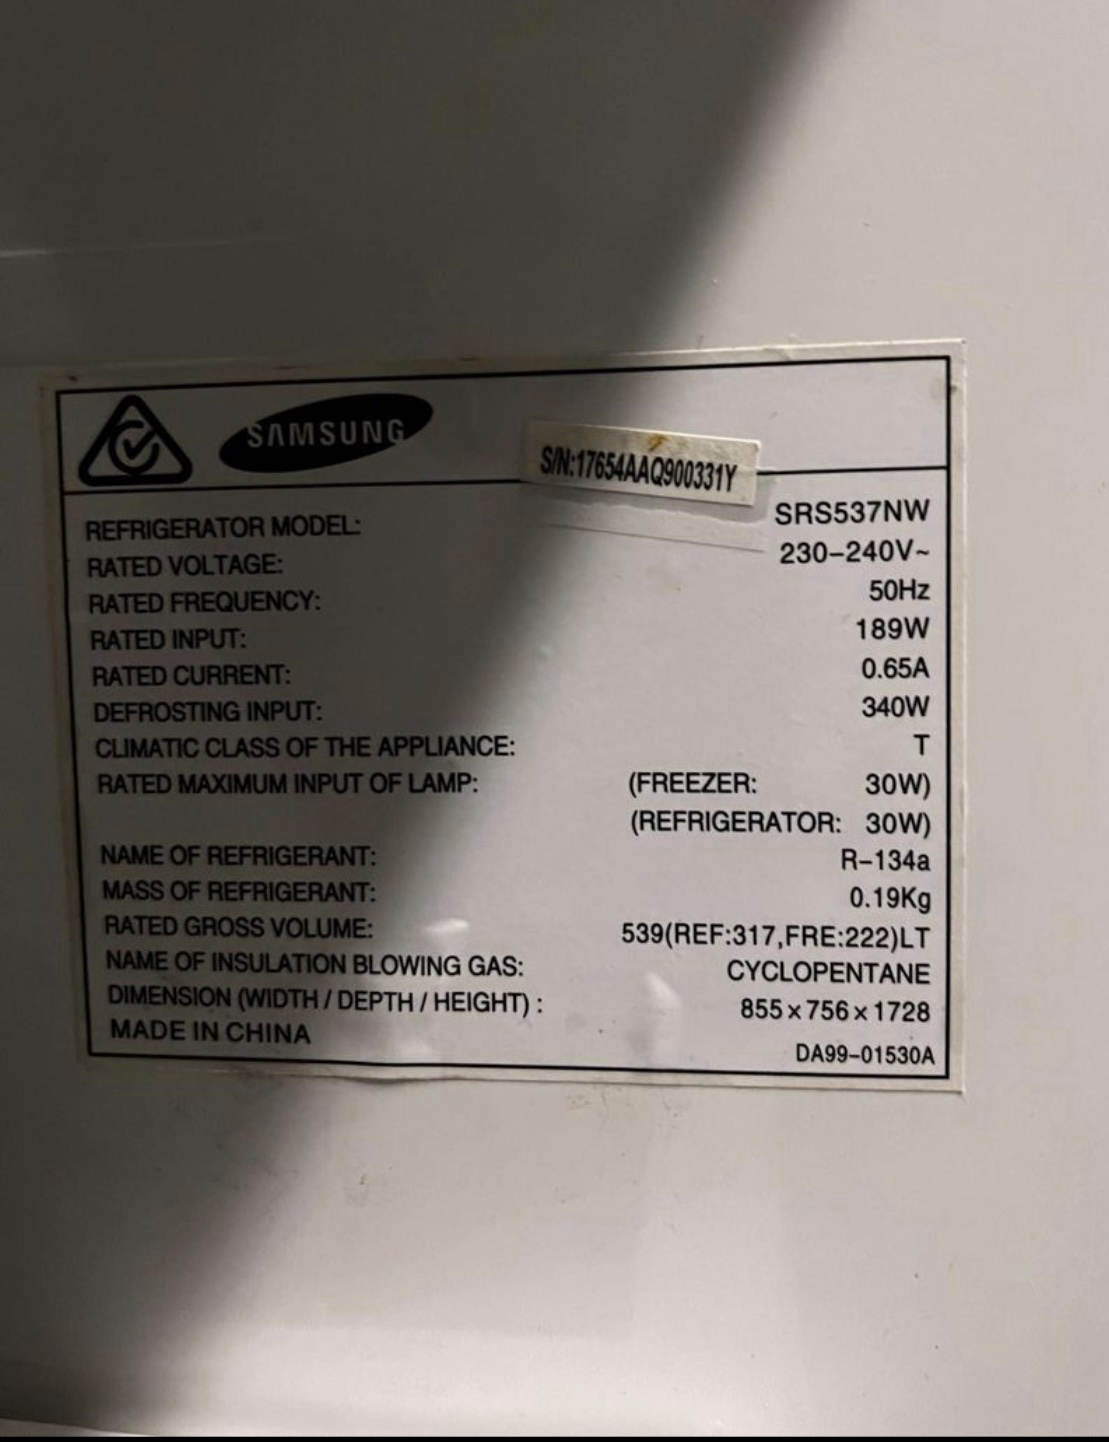 SAMSUNG
S/N:17654AAQ900331Y
REFRIGERATOR MODEL: SRS537NW
RATED VOLTAGE: 230-240V~
RATED FREQUENCY: 50Hz
RATED INPUT: 189W
RATED CURRENT: 0.65A
DEFROSTING INPUT: 340W
CLIMATIC CLASS OF THE APPLIANCE: T
RATED MAXIMUM INPUT OF LAMP: (FREEZER: 30W)
(REFRIGERATOR: 30W)
NAME OF REFRIGERANT: R-134a
MASS OF REFRIGERANT: 0.19Kg
RATED GROSS VOLUME: 539(REF:317,FRE:222)LT
NAME OF INSULATION BLOWING GAS: CYCLOPENTANE
DIMENSION (WIDTH / DEPTH / HEIGHT) : 855×756×1728
MADE IN CHINA
DA99-01530A